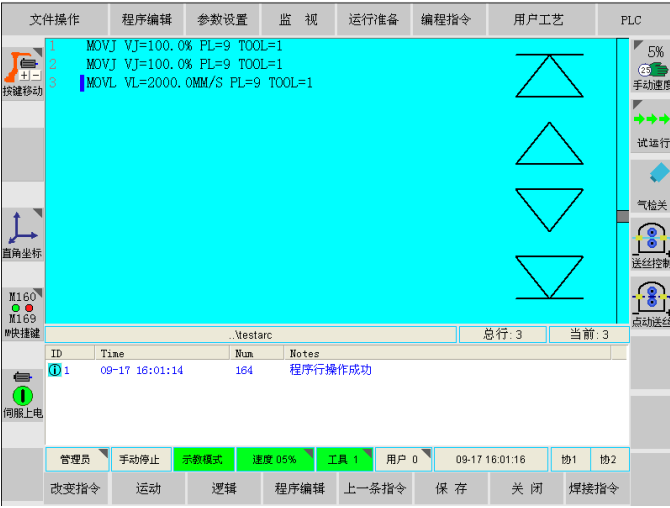 文件操作 程序编辑 参数设置 监 视 运行准备 编程指令 用户工艺 PLC
1 MOVJ VJ=100.0% PL=9 TOOL=1
2 MOVJ VJ=100.0% PL=9 TOOL=1
3 MOVL VL=2000.0MM/S PL=9 TOOL=1
+ -
按键移动
直角坐标
M160
M169
M快捷键
伺服上电
5%
25
手动速度
试运行
气检关
送丝控制
点动送丝
..\testarc 总行: 3 当前: 3
ID Time Num Notes
1 09-17 16:01:14 164 程序行操作成功
管理员 手动停止 示教模式 速度 05% 工具 1 用户 0 09-17 16:01:16 协1 协2
改变指令 运动 逻辑 程序编辑 上一条指令 保 存 关 闭 焊接指令